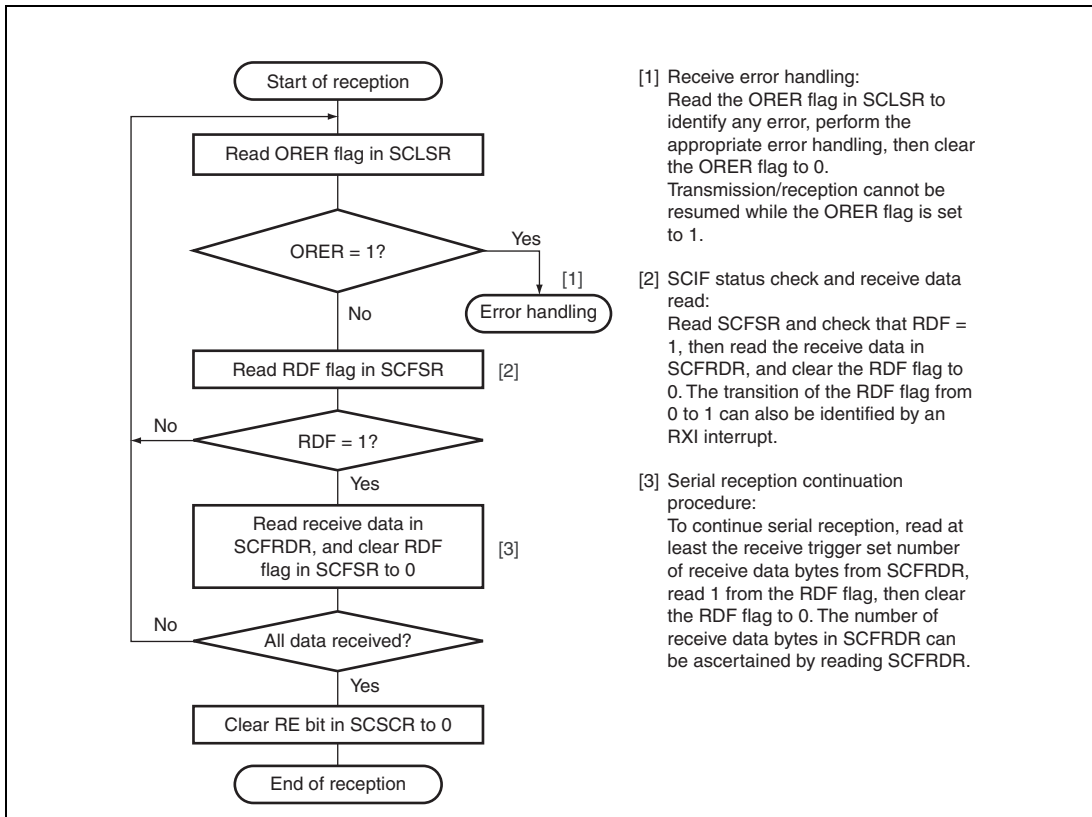 Start of reception
Read ORER flag in SCLSR
ORER = 1?
Yes
[1]
Error handling
No
Read RDF flag in SCFSR
[2]
No
RDF = 1?
Yes
Read receive data in
SCFRDR, and clear RDF
flag in SCFSR to 0
[3]
No
All data received?
Yes
Clear RE bit in SCSCR to 0
End of reception
[1] Receive error handling:
Read the ORER flag in SCLSR to
identify any error, perform the
appropriate error handling, then clear
the ORER flag to 0.
Transmission/reception cannot be
resumed while the ORER flag is set
to 1.
[2] SCIF status check and receive data
read:
Read SCFSR and check that RDF =
1, then read the receive data in
SCFRDR, and clear the RDF flag to
0. The transition of the RDF flag from
0 to 1 can also be identified by an
RXI interrupt.
[3] Serial reception continuation
procedure:
To continue serial reception, read at
least the receive trigger set number
of receive data bytes from SCFRDR,
read 1 from the RDF flag, then clear
the RDF flag to 0. The number of
receive data bytes in SCFRDR can
be ascertained by reading SCFRDR.